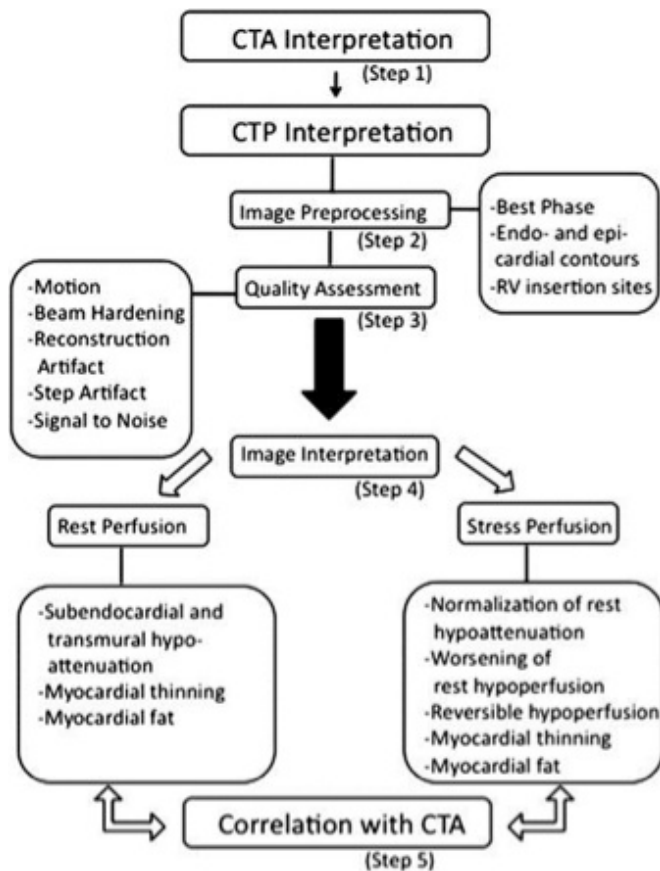 CTA Interpretation
(Step 1)
CTP Interpretation
Image Preprocessing
(Step 2)
-Best Phase
-Endo- and epi-
cardial contours
-RV insertion sites
Quality Assessment
(Step 3)
-Motion
-Beam Hardening
-Reconstruction
Artifact
-Step Artifact
-Signal to Noise
Image Interpretation
(Step 4)
Rest Perfusion
-Subendocardial and
transmural hypo-
attenuation
-Myocardial thinning
-Myocardial fat
Stress Perfusion
-Normalization of rest
hypoattenuation
-Worsening of
rest hypoperfusion
-Reversible hypoperfusion
-Myocardial thinning
-Myocardial fat
Correlation with CTA
(Step 5)